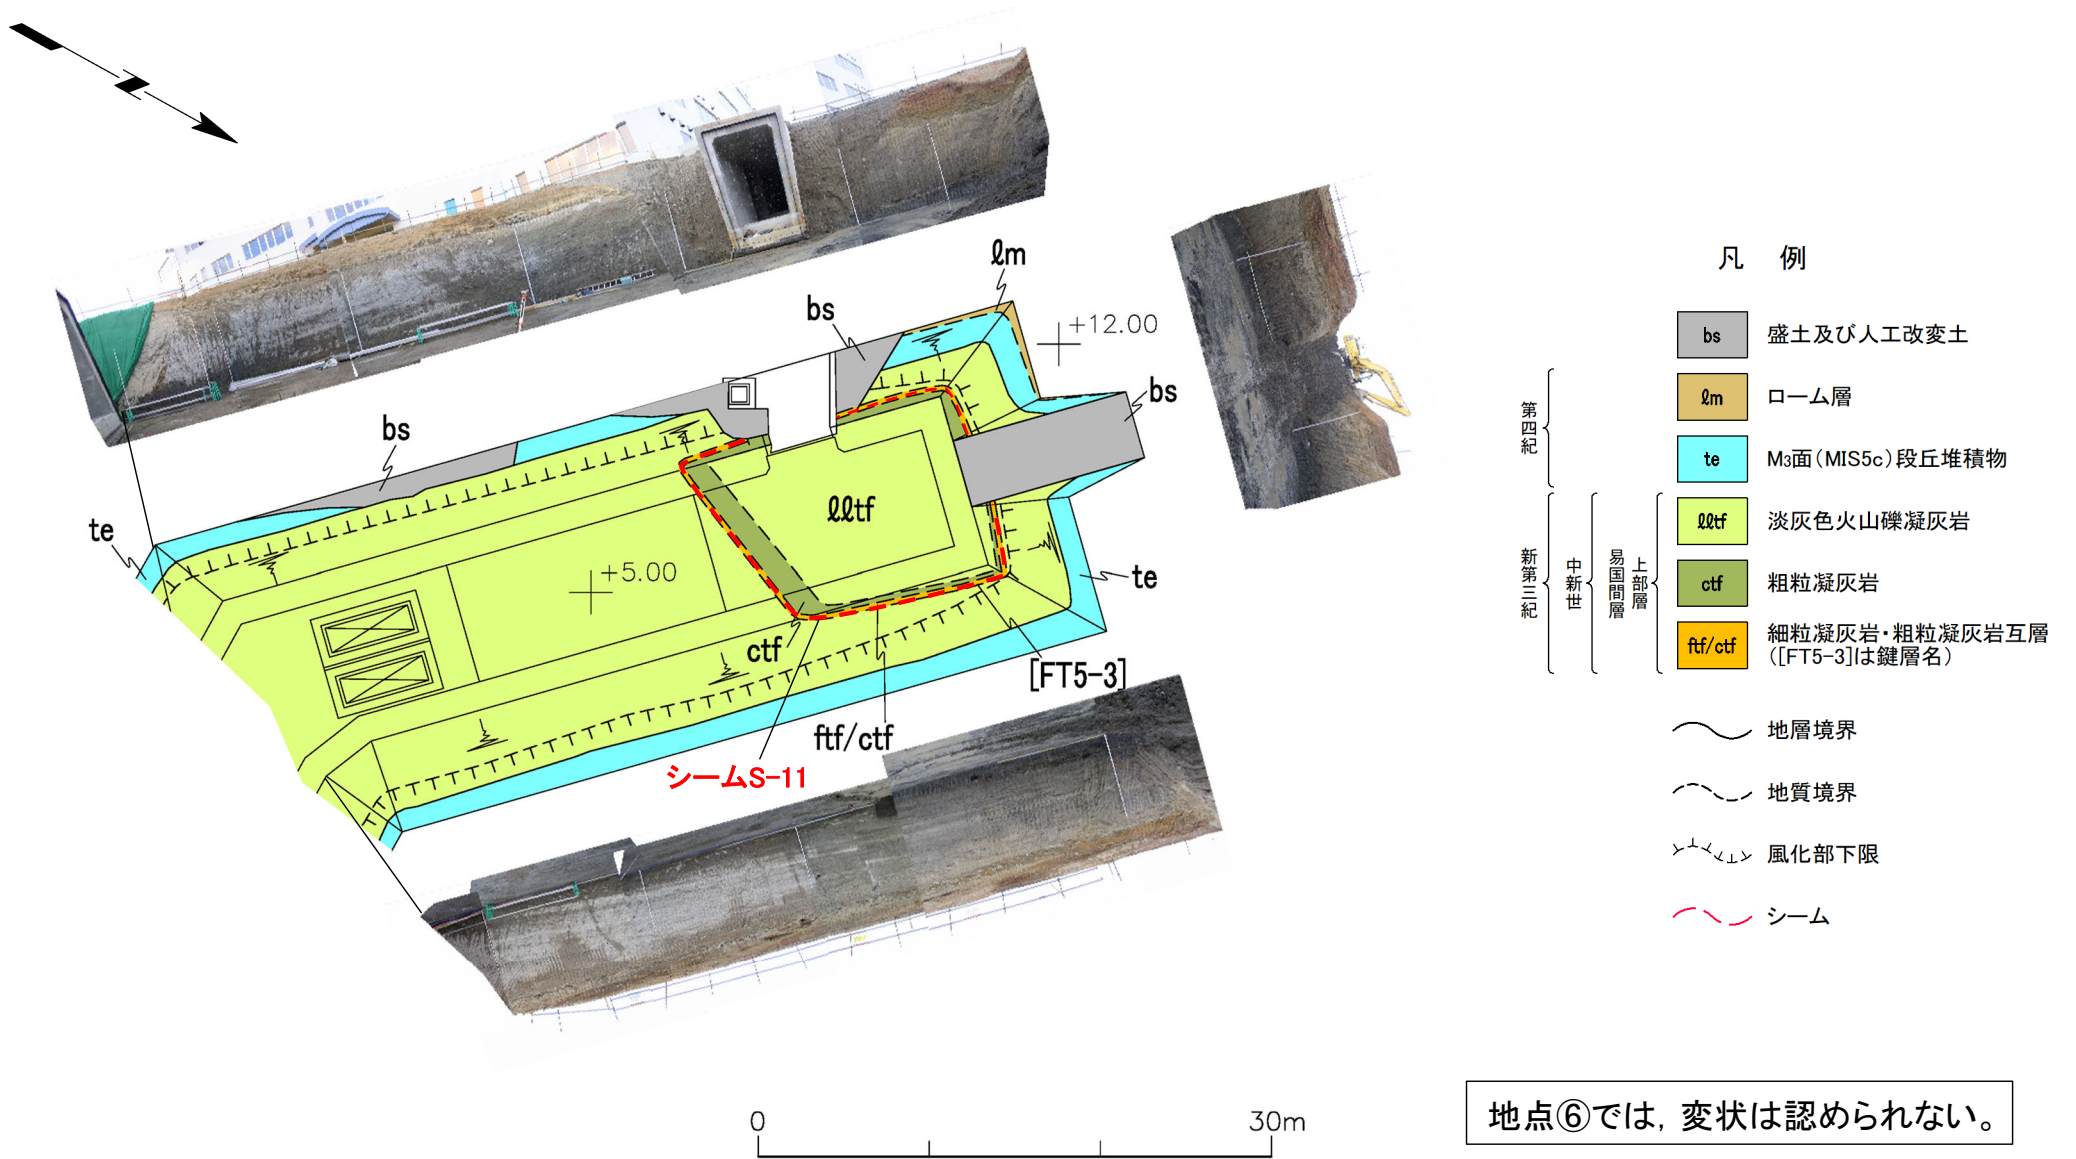 ℓm
bs
+12.00
bs
bs
te
ℓℓtf
+5.00
te
ctf
[FT5-3]
ftf/ctf
シームS-11
0
30m
凡 例
bs 盛土及び人工改変土
第四紀
ℓm ローム層
te M₃面(MIS5c)段丘堆積物
新第三紀
中新世
易国間層
上部層
ℓℓtf 淡灰色火山礫凝灰岩
ctf 粗粒凝灰岩
ftf/ctf 細粒凝灰岩・粗粒凝灰岩互層
([FT5-3]は鍵層名)
地層境界
地質境界
風化部下限
シーム
地点⑥では,変状は認められない。